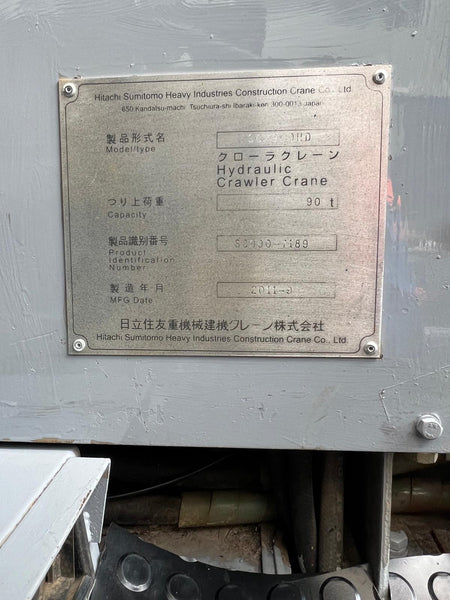 Hitachi Sumitomo Heavy Industries Construction Crane Co., Ltd.
650.Kandatsu-machi Tsuchiura-shi Ibaraki-ken 300-0013 Japan
製品形式名
Model/type
クローラクレーン
Hydraulic
Crawler Crane
つり上荷重 90 t
Capacity
製品識別番号
Product
Identification
Number
製造年月 2011-
MFG Date
日立住友重機械建機クレーン株式会社
Hitachi Sumitomo Heavy Industries Construction Crane Co., Ltd.